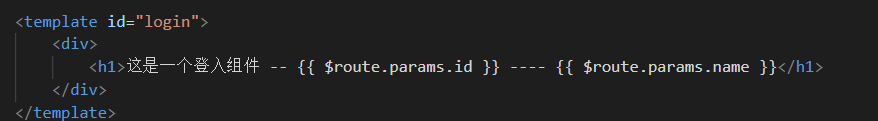 <template id="login">
    <div>
        <h1>这是一个登入组件 -- {{ $route.params.id }} ---- {{ $route.params.name }}</h1>
    </div>
</template>